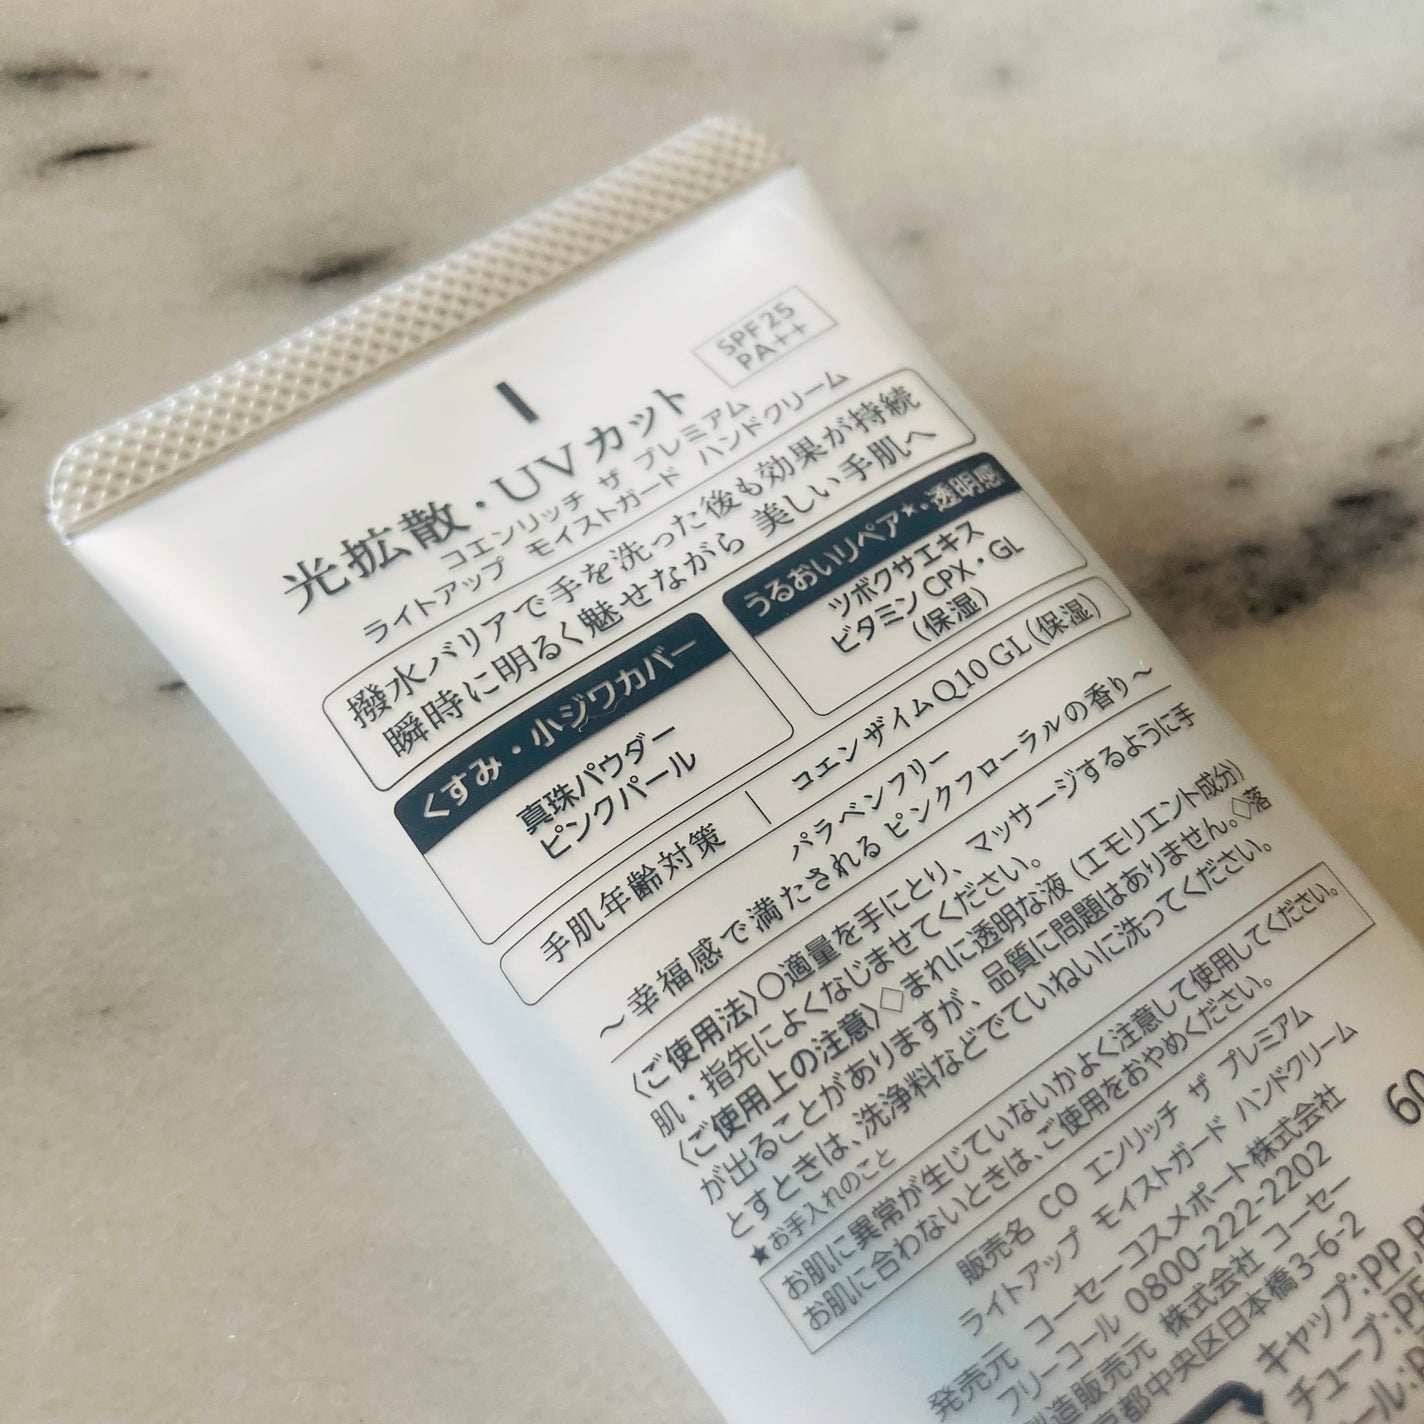 SPF25
PA++
光拡散・UVカット
コエンリッチ ザ プレミアム
ライトアップ モイストガード ハンドクリーム
撥水バリアで手を洗った後も効果が持続
瞬時に明るく魅せながら 美しい手肌へ
くすみ・小ジワカバー
真珠パウダー
ピンクパール
うるおいリペア★・透明感
ツボクサエキス
ビタミンCPX・GL
(保湿)
手肌年齢対策
コエンザイムQ10 GL(保湿)
パラベンフリー
〜幸福感で満たされる ピンクフローラルの香り〜
〈ご使用法〉○適量を手にとり、マッサージするように手
肌・指先によくなじませてください。
〈ご使用上の注意〉◇まれに透明な液(エモリエント成分)
が出ることがありますが、品質に問題はありません。◇落
とすときは、洗浄料などでていねいに洗ってください。
★お手入れのこと
お肌に異常が生じていないかよく注意して使用してください。
お肌に合わないときは、ご使用をおやめください。
販売名 CO エンリッチ ザ プレミアム
ライトアップ モイストガード ハンドクリーム
発売元 コーセーコスメポート株式会社
フリーコール 0800-222-2202
製造販売元 株式会社 コーセー
京都中央区日本橋3-6-2
60
キャップ:PP
チューブ:PE